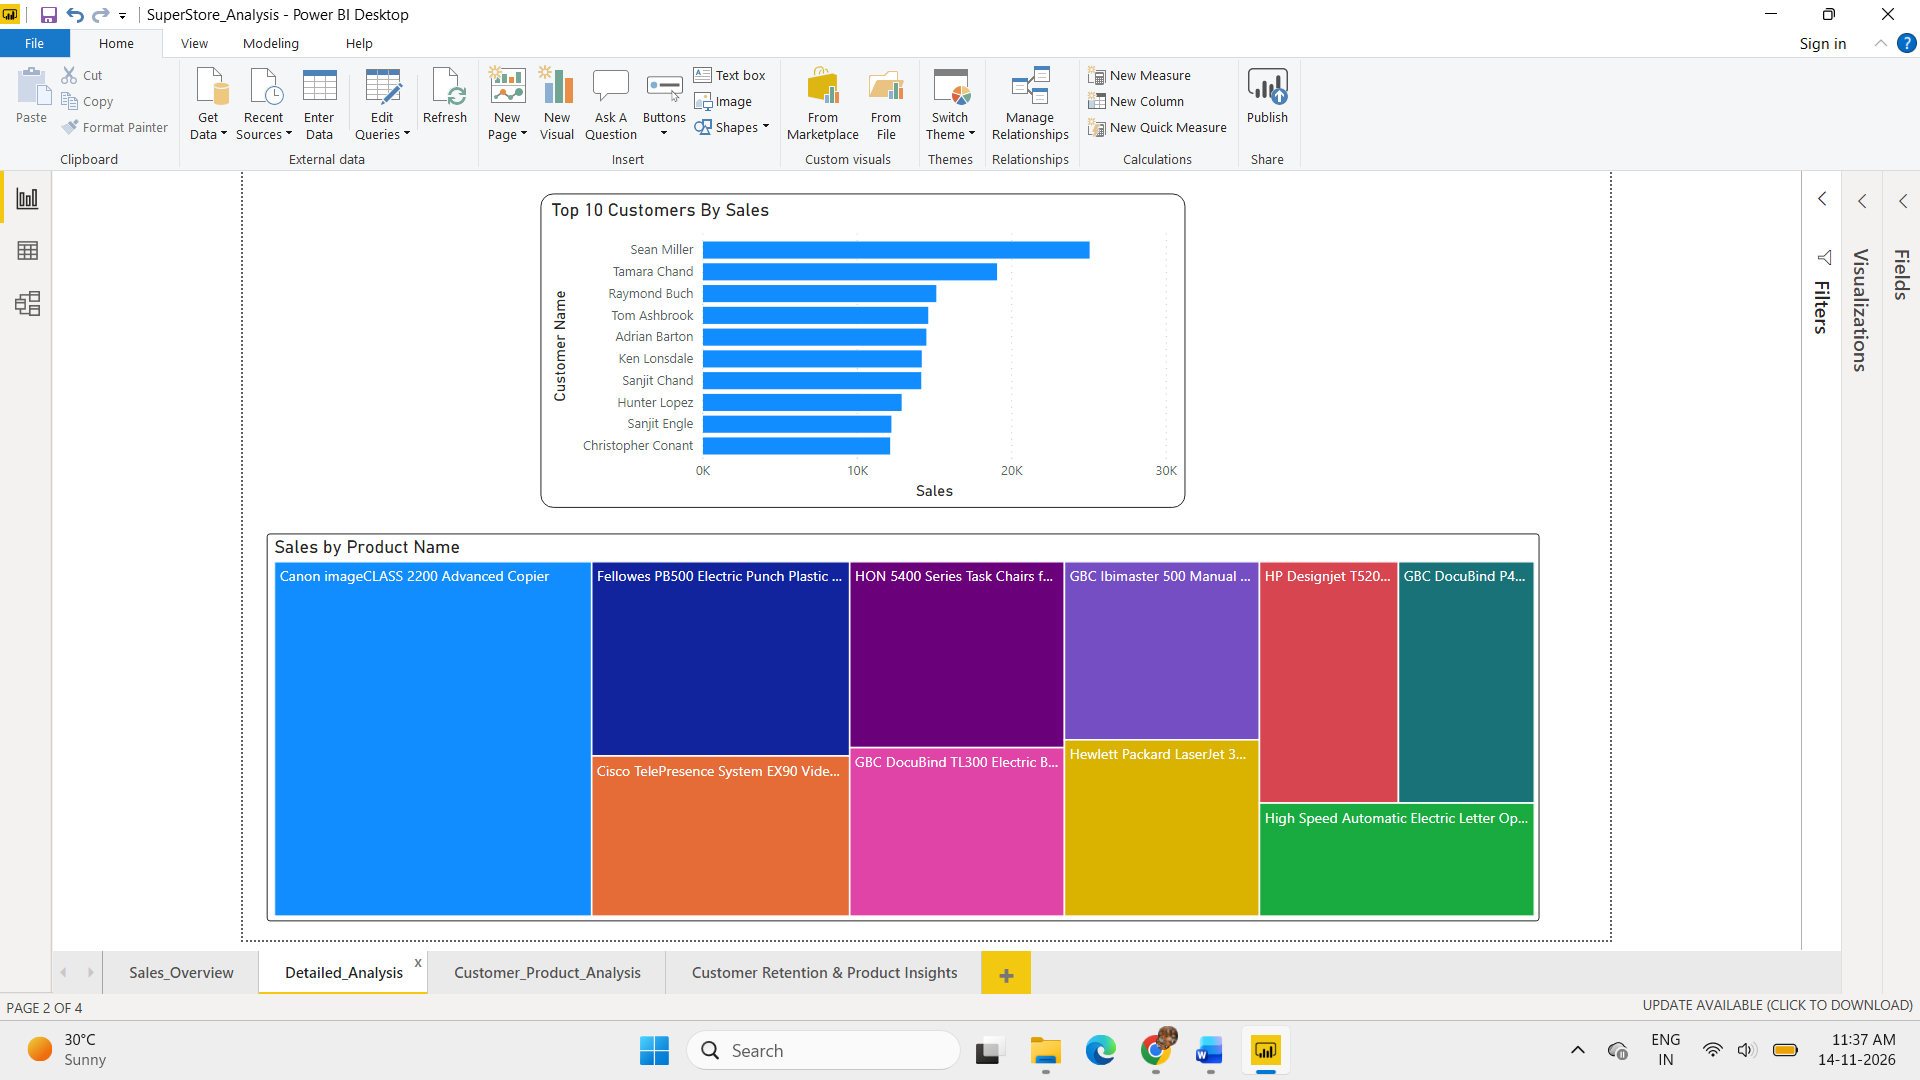 SuperStore_Analysis - Power BI Desktop
File Home View Modeling Help Sign in ?
Paste Cut Copy Format Painter
Clipboard
Get Data Recent Sources Enter Data Edit Queries Refresh
External data
New Page New Visual Ask A Question Buttons Text box Image Shapes
Insert
From Marketplace From File
Custom visuals
Switch Theme
Themes
Manage Relationships
Relationships
New Measure
New Column
New Quick Measure
Calculations
Publish
Share
Top 10 Customers By Sales
Customer Name
Sean Miller
Tamara Chand
Raymond Buch
Tom Ashbrook
Adrian Barton
Ken Lonsdale
Sanjit Chand
Hunter Lopez
Sanjit Engle
Christopher Conant
0K 10K 20K 30K
Sales
Filters
Visualizations
Fields
Sales by Product Name
Canon imageCLASS 2200 Advanced Copier
Fellowes PB500 Electric Punch Plastic ...
HON 5400 Series Task Chairs f...
GBC Ibimaster 500 Manual ...
HP Designjet T520...
GBC DocuBind P4...
Cisco TelePresence System EX90 Vide...
GBC DocuBind TL300 Electric B...
Hewlett Packard LaserJet 3...
High Speed Automatic Electric Letter Op...
Sales_Overview Detailed_Analysis x Customer_Product_Analysis Customer Retention & Product Insights +
PAGE 2 OF 4
UPDATE AVAILABLE (CLICK TO DOWNLOAD)
30°C
Sunny
Search
ENG
IN
11:37 AM
14-11-2026